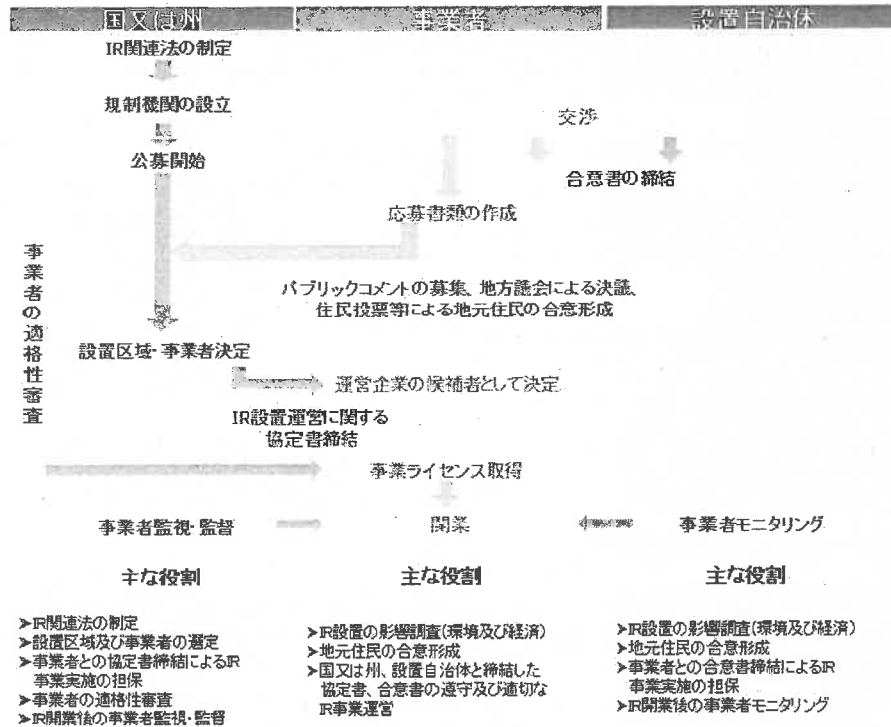 国又は州
事業者
設置自治体
IR関連法の制定
規制機関の設立
交渉
公募開始
合意書の締結
応募書類の作成
事業者の適格性審査
パブリックコメントの募集、地方議会による決議、
住民投票等による地元住民の合意形成
設置区域・事業者決定
運営企業の候補者として決定
IR設置運営に関する
協定書締結
事業ライセンス取得
事業者監視・監督
開業
事業者モニタリング
主な役割
主な役割
主な役割
➤IR関連法の制定
➤設置区域及び事業者の選定
➤事業者との協定書締結によるIR
事業実施の担保
➤事業者の適格性審査
➤IR開業後の事業者監視・監督
➤IR設置の影響調査(環境及び経済)
➤地元住民の合意形成
➤国又は州、設置自治体と締結した
協定書、合意書の遵守及び適切な
IR事業運営
➤IR設置の影響調査(環境及び経済)
➤地元住民の合意形成
➤事業者との合意書締結によるIR
事業実施の担保
➤IR開業後の事業者モニタリング